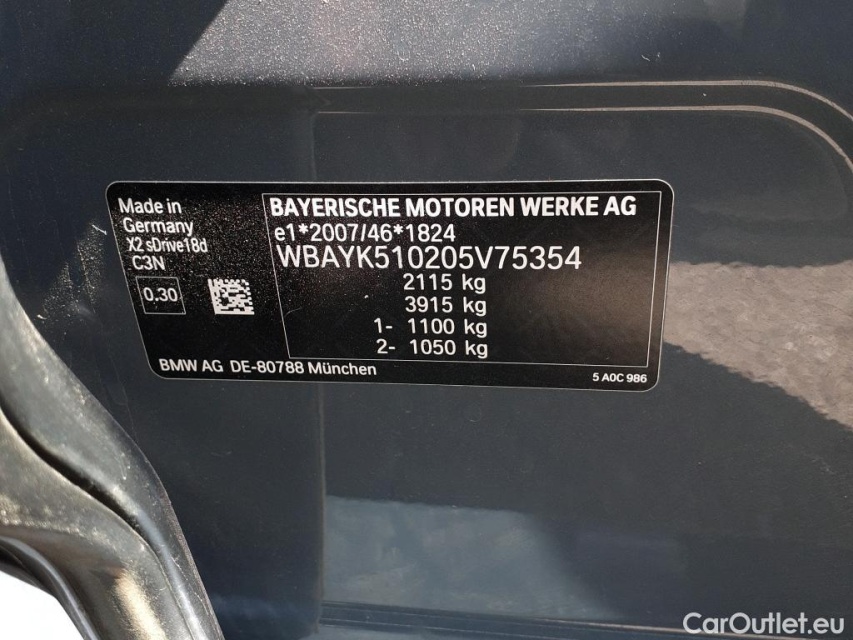 Made in
Germany
X2 sDrive18d
C3N
0.30
BAYERISCHE MOTOREN WERKE AG
e1*2007/46*1824
WBAYK510205V75354
2115 kg
3915 kg
1- 1100 kg
2- 1050 kg
BMW AG DE-80788 München
5 A0C 986
CarOutlet.eu